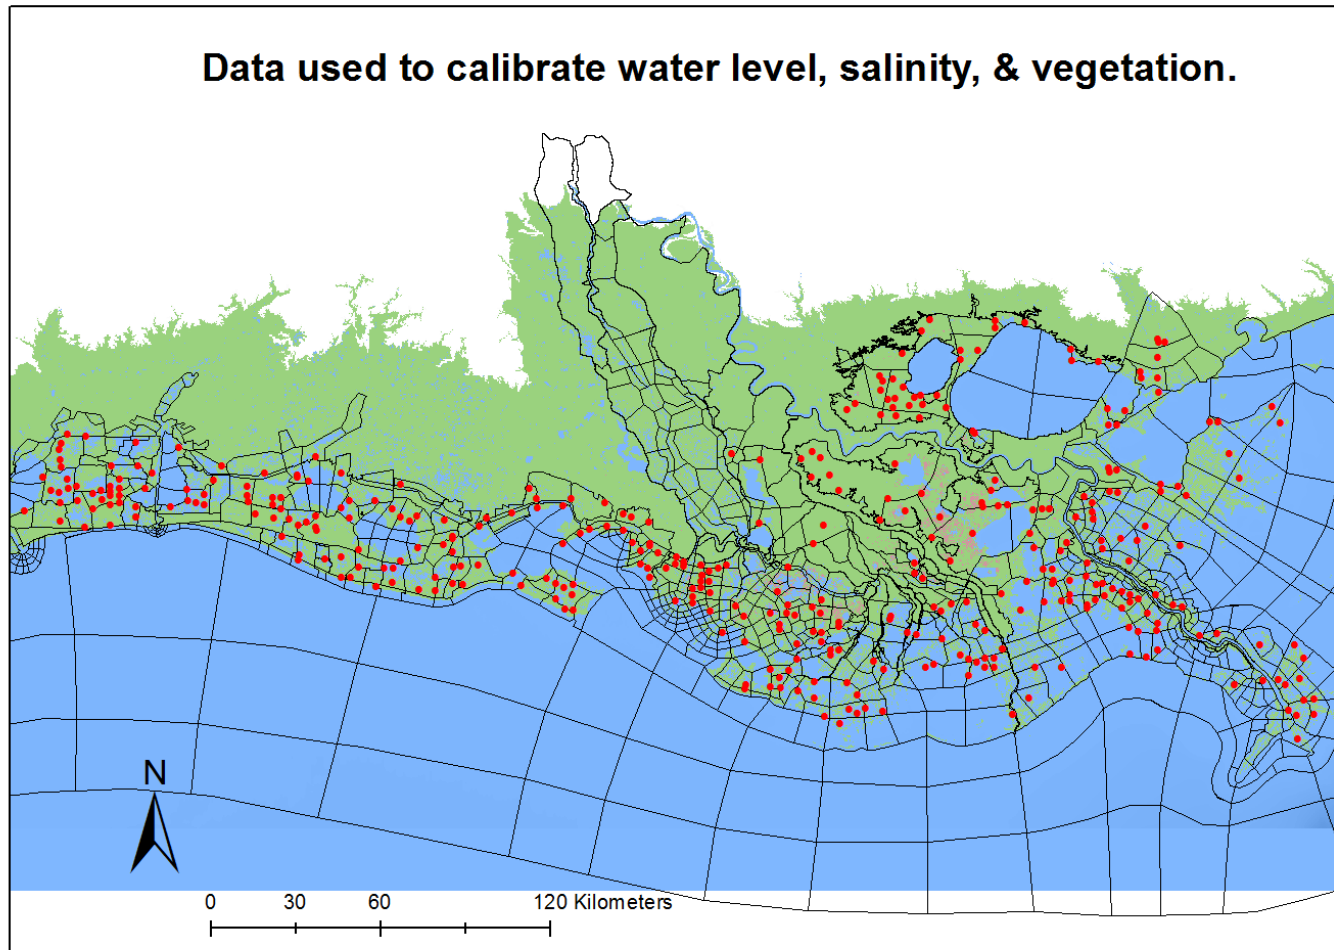 Data used to calibrate water level, salinity, & vegetation.
N
0 30 60 120 Kilometers